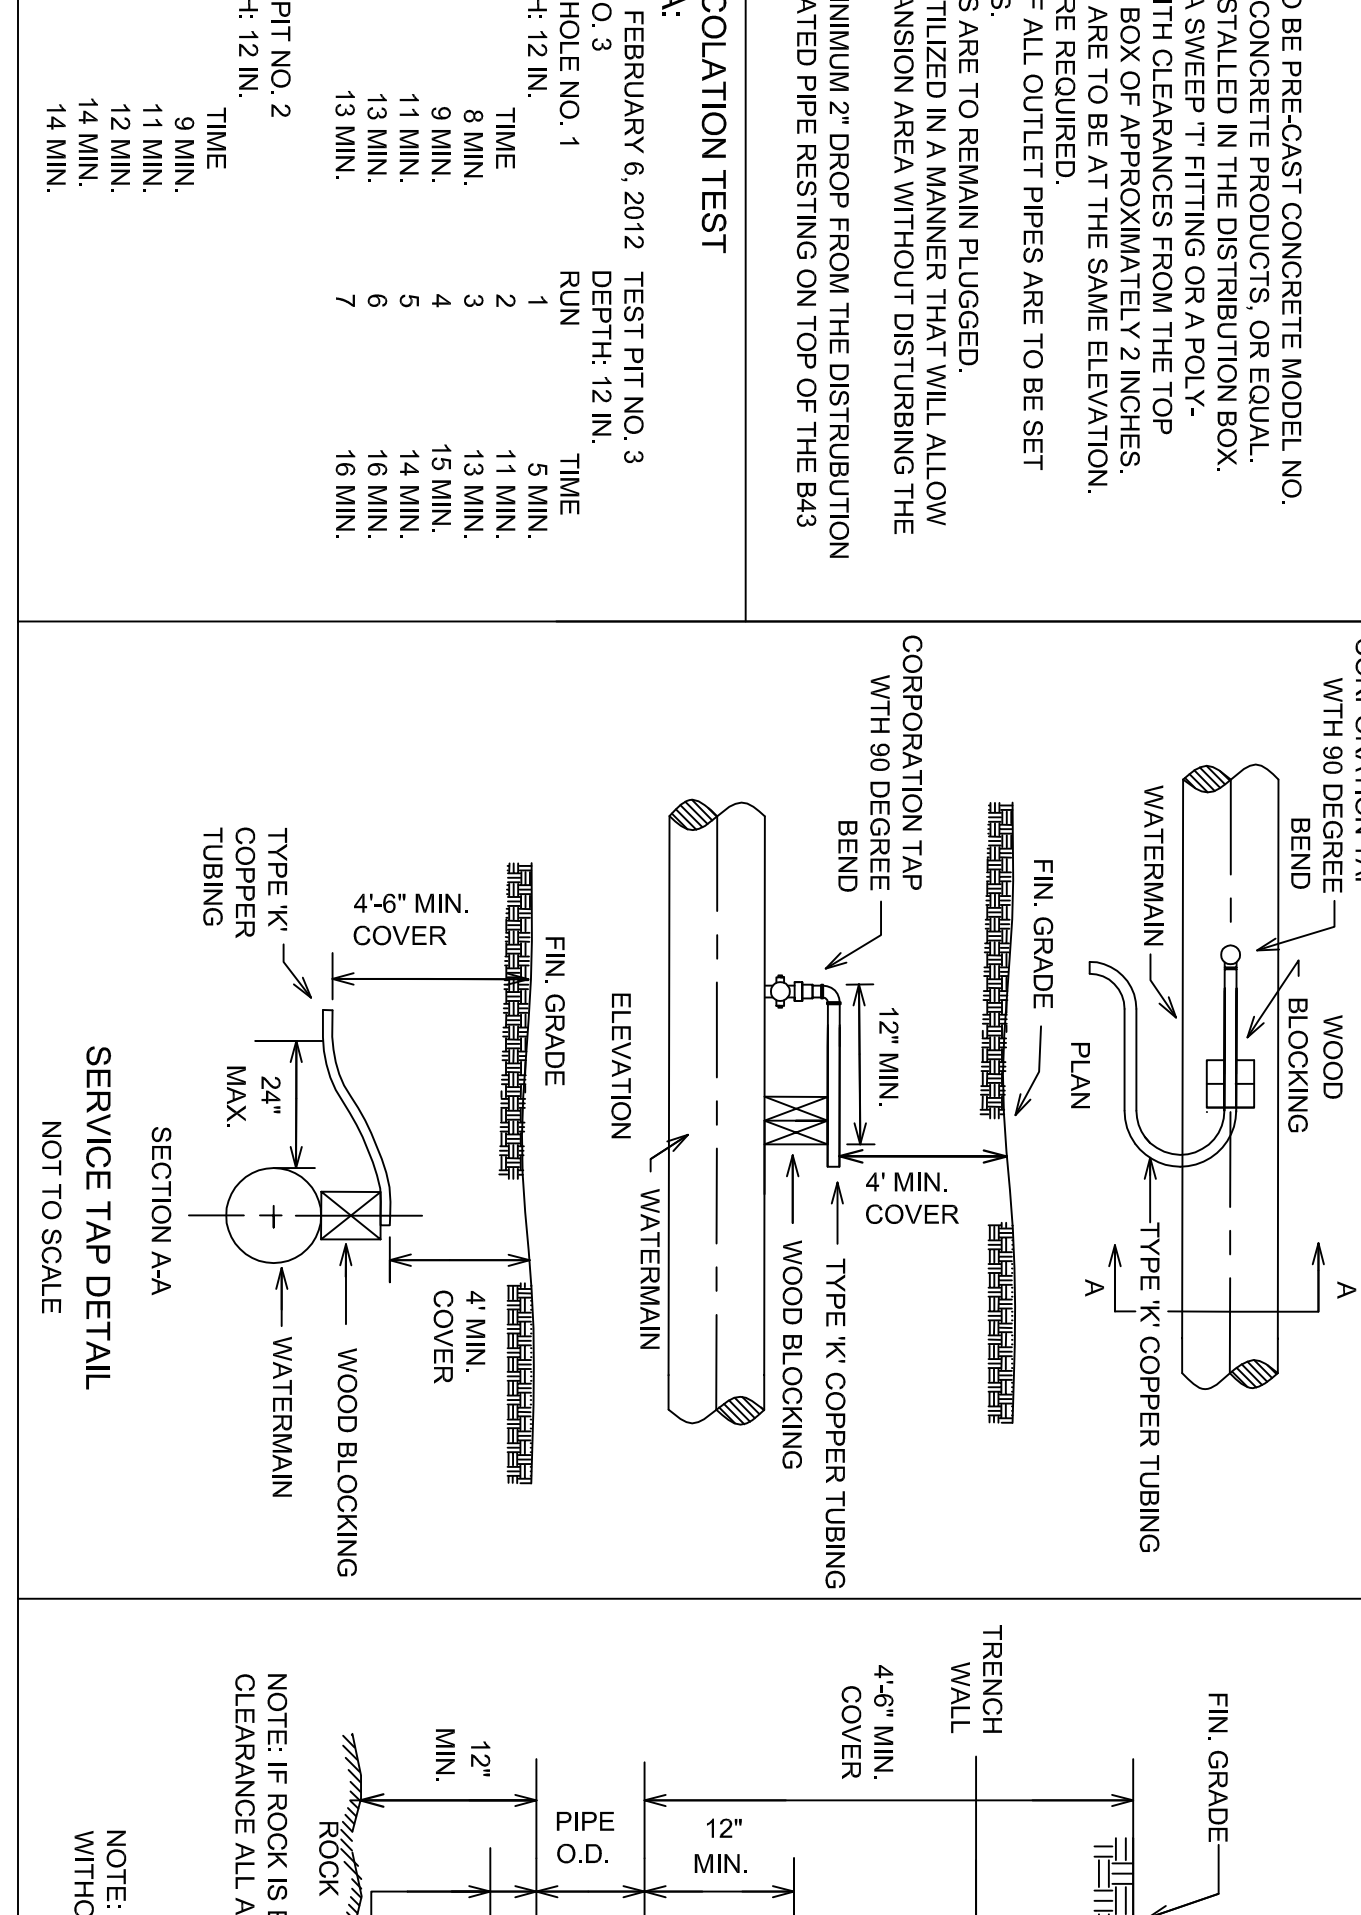 O BE PRE-CAST CONCRETE MODEL NO.
CONCRETE PRODUCTS, OR EQUAL.
STALLED IN THE DISTRIBUTION BOX.
A SWEEP 'T' FITTING OR A POLY-
ITH CLEARANCES FROM THE TOP
BOX OF APPROXIMATELY 2 INCHES.
ARE TO BE AT THE SAME ELEVATION.
RE REQUIRED.
F ALL OUTLET PIPES ARE TO BE SET
S.
S ARE TO REMAIN PLUGGED.
TILIZED IN A MANNER THAT WILL ALLOW
ANSION AREA WITHOUT DISTURBING THE
INIMUM 2" DROP FROM THE DISTRUBUTION
ATED PIPE RESTING ON TOP OF THE B43
COLATION TEST
A:
FEBRUARY 6, 2012
O. 3
HOLE NO. 1
H: 12 IN.
TIME
8 MIN.
9 MIN.
11 MIN.
13 MIN.
13 MIN.
PIT NO. 2
H: 12 IN.
TIME
9 MIN.
11 MIN.
12 MIN.
14 MIN.
14 MIN.
TEST PIT NO. 3
DEPTH: 12 IN.
RUN TIME
1 5 MIN.
2 11 MIN.
3 13 MIN.
4 15 MIN.
5 14 MIN.
6 16 MIN.
7 16 MIN.
CORPORATION TAP
WTH 90 DEGREE
BEND
WOOD
BLOCKING
WATERMAIN
A
A
TYPE 'K' COPPER TUBING
PLAN
FIN. GRADE
CORPORATION TAP
WTH 90 DEGREE
BEND
12" MIN.
4' MIN.
COVER
TYPE 'K' COPPER TUBING
WOOD BLOCKING
WATERMAIN
ELEVATION
FIN. GRADE
4'-6" MIN.
COVER
4' MIN.
COVER
TYPE 'K'
COPPER
TUBING
24"
MAX.
WOOD BLOCKING
WATERMAIN
SECTION A-A
SERVICE TAP DETAIL
NOT TO SCALE
FIN. GRADE
TRENCH
WALL
4'-6" MIN.
COVER
12"
MIN.
PIPE
O.D.
12"
MIN.
ROCK
NOTE: IF ROCK IS
CLEARANCE ALL A
NOTE:
WITHO